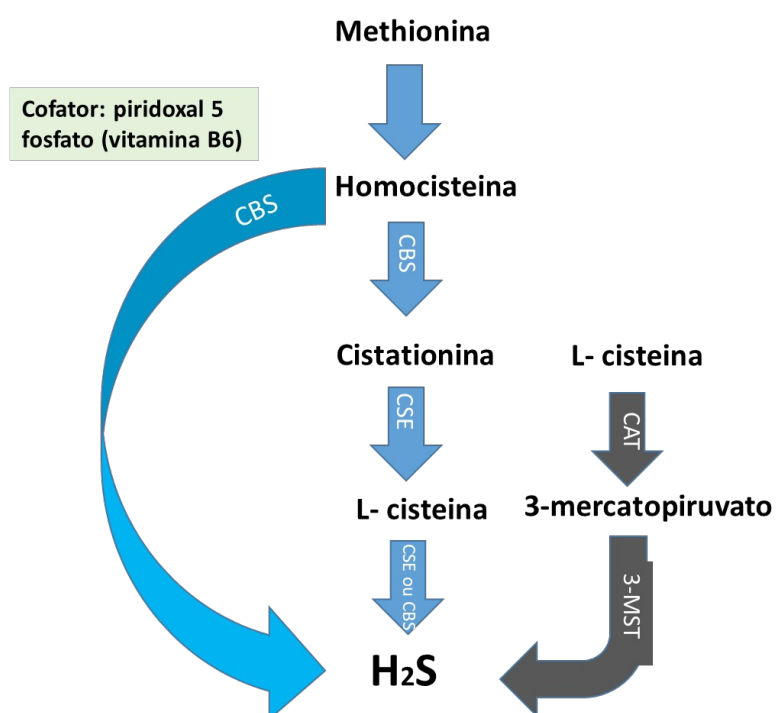 Methionina
Cofator: piridoxal 5
fosfato (vitamina B6)
Homocisteina
CBS
CBS
Cistationina
L- cisteina
CSE
CAT
L- cisteina
3-mercatopiruvato
CSE ou CBS
3-MST
H2S